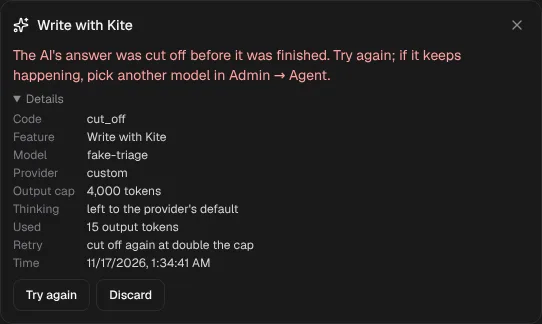 Write with Kite
The AI's answer was cut off before it was finished. Try again; if it keeps
happening, pick another model in Admin → Agent.
▼ Details
Code cut_off
Feature Write with Kite
Model fake-triage
Provider custom
Output cap 4,000 tokens
Thinking left to the provider's default
Used 15 output tokens
Retry cut off again at double the cap
Time 11/17/2026, 1:34:41 AM
Try again Discard